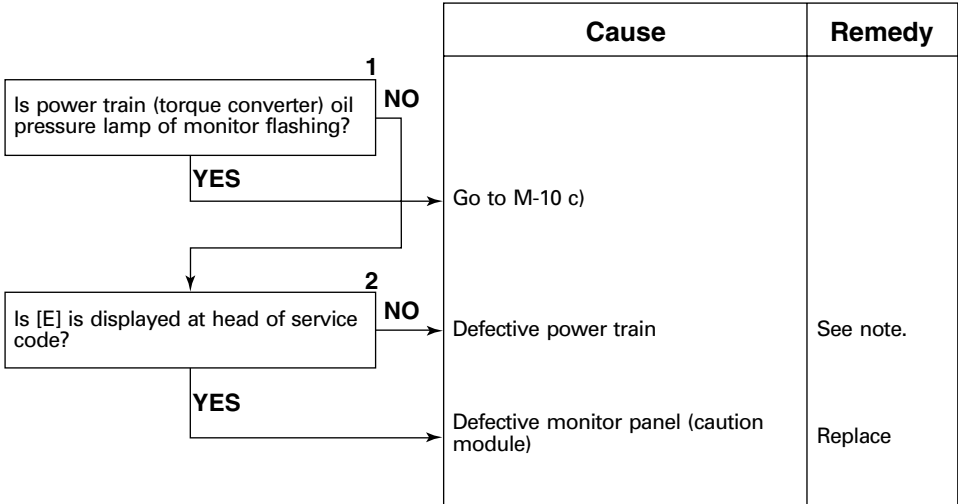 Cause
Remedy
1
Is power train (torque converter) oil
pressure lamp of monitor flashing?
NO
YES
Go to M-10 c)
2
Is [E] is displayed at head of service
code?
NO
Defective power train
See note.
YES
Defective monitor panel (caution
module)
Replace